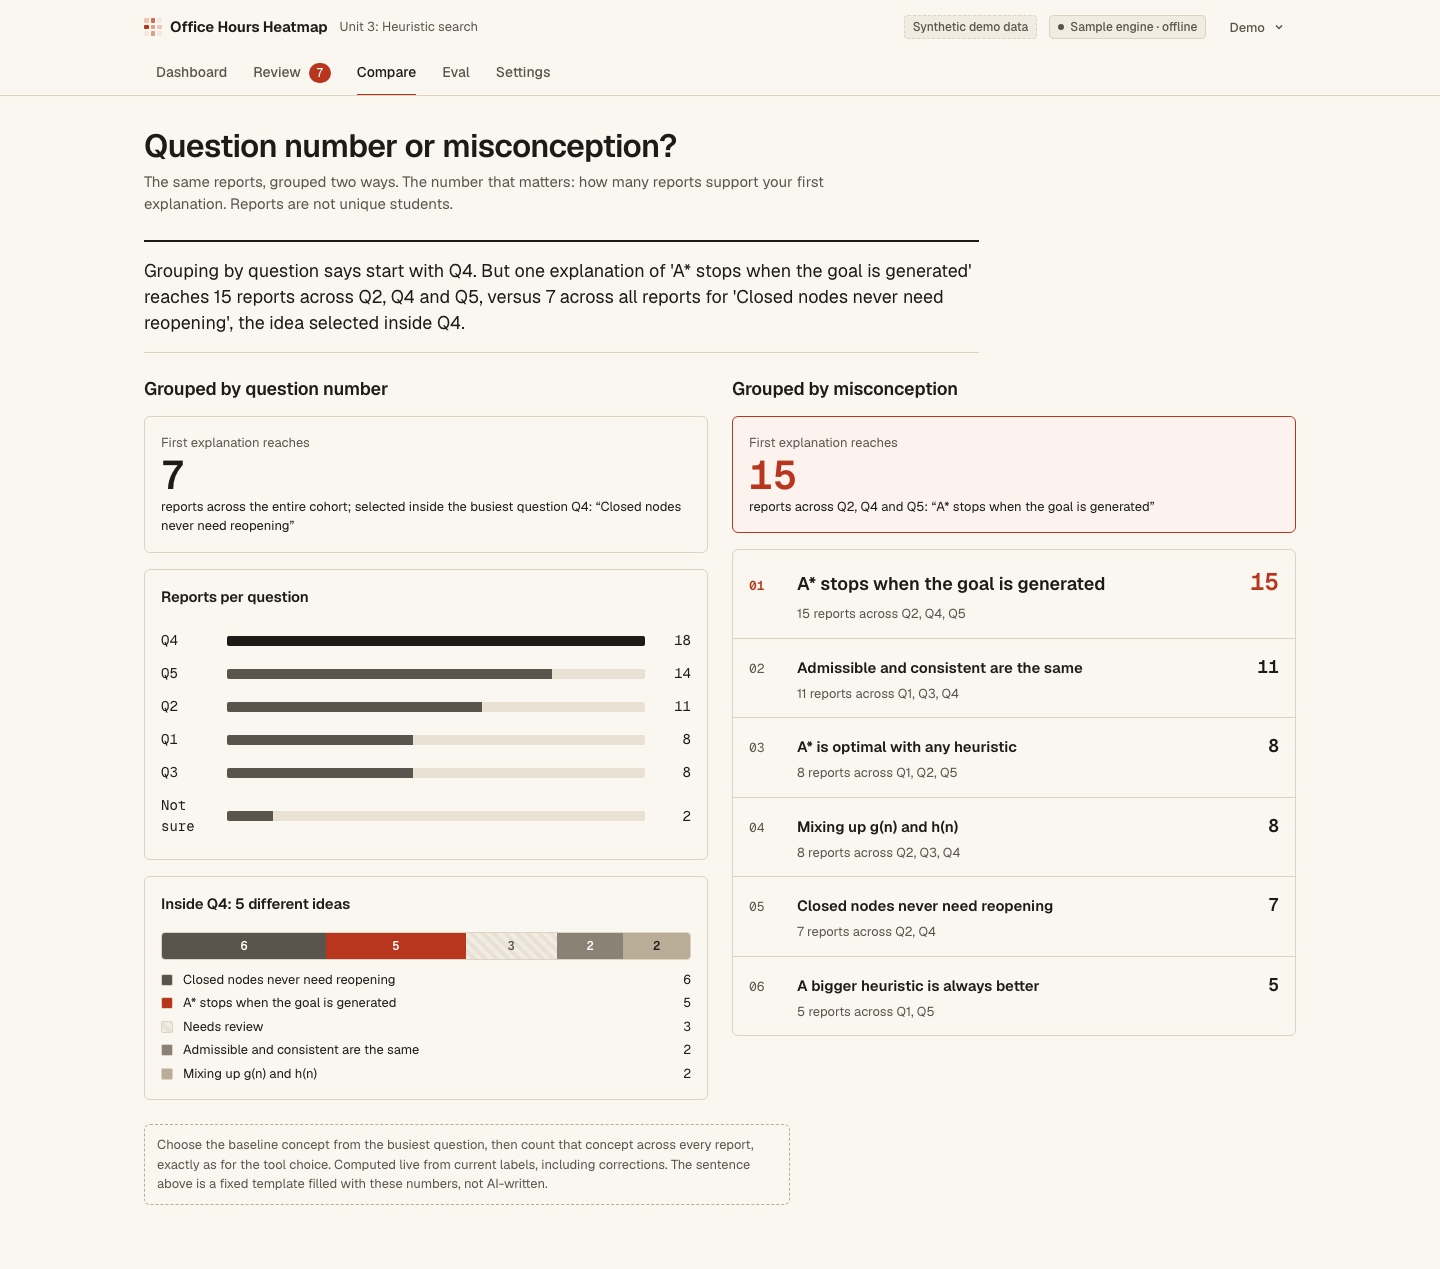 Office Hours Heatmap
Unit 3: Heuristic search
Synthetic demo data
Sample engine · offline
Demo
Dashboard
Review 7
Compare
Eval
Settings
Question number or misconception?
The same reports, grouped two ways. The number that matters: how many reports support your first
explanation. Reports are not unique students.
Grouping by question says start with Q4. But one explanation of 'A* stops when the goal is generated'
reaches 15 reports across Q2, Q4 and Q5, versus 7 across all reports for 'Closed nodes never need
reopening', the idea selected inside Q4.
Grouped by question number
First explanation reaches
7
reports across the entire cohort; selected inside the busiest question Q4: “Closed nodes
never need reopening”
Reports per question
Q4 18
Q5 14
Q2 11
Q1 8
Q3 8
Not
sure 2
Inside Q4: 5 different ideas
6 5 3 2 2
Closed nodes never need reopening 6
A* stops when the goal is generated 5
Needs review 3
Admissible and consistent are the same 2
Mixing up g(n) and h(n) 2
Grouped by misconception
First explanation reaches
15
reports across Q2, Q4 and Q5: “A* stops when the goal is generated”
01 A* stops when the goal is generated 15
15 reports across Q2, Q4, Q5
02 Admissible and consistent are the same 11
11 reports across Q1, Q3, Q4
03 A* is optimal with any heuristic 8
8 reports across Q1, Q2, Q5
04 Mixing up g(n) and h(n) 8
8 reports across Q2, Q3, Q4
05 Closed nodes never need reopening 7
7 reports across Q2, Q4
06 A bigger heuristic is always better 5
5 reports across Q1, Q5
Choose the baseline concept from the busiest question, then count that concept across every report,
exactly as for the tool choice. Computed live from current labels, including corrections. The sentence
above is a fixed template filled with these numbers, not AI-written.